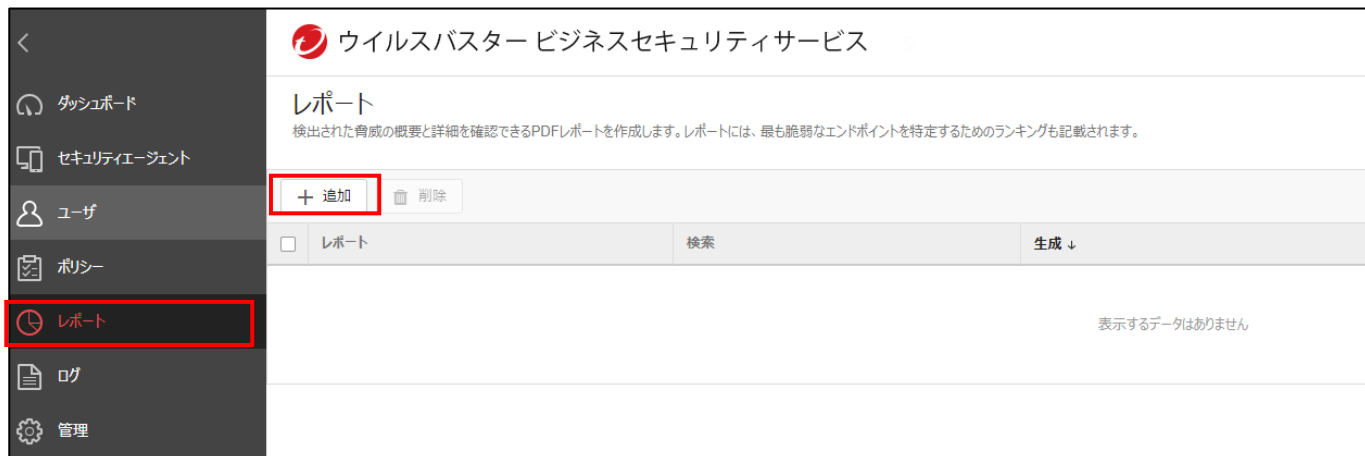 ウイルスバスター ビジネスセキュリティサービス
ダッシュボード
セキュリティエージェント
ユーザ
ポリシー
レポート
ログ
管理
レポート
検出された脅威の概要と詳細を確認できるPDFレポートを作成します。レポートには、最も脆弱なエンドポイントを特定するためのランキングも記載されます。
+ 追加 削除
レポート 検索 生成 ↓
表示するデータはありません